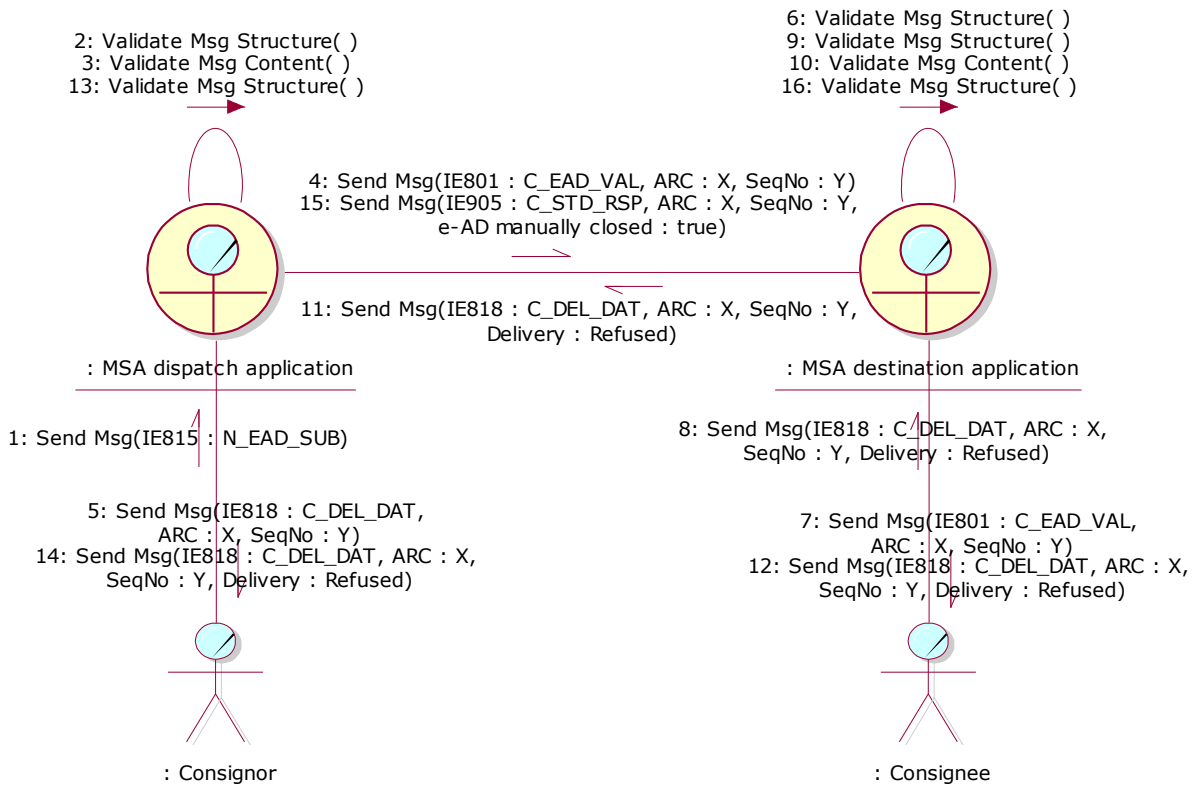 2: Validate Msg Structure( )
3: Validate Msg Content( )
13: Validate Msg Structure( )
6: Validate Msg Structure( )
9: Validate Msg Structure( )
10: Validate Msg Content( )
16: Validate Msg Structure( )
4: Send Msg(IE801 : C_EAD_VAL, ARC : X, SeqNo : Y)
15: Send Msg(IE905 : C_STD_RSP, ARC : X, SeqNo : Y,
e-AD manually closed : true)
11: Send Msg(IE818 : C_DEL_DAT, ARC : X, SeqNo : Y,
Delivery : Refused)
: MSA dispatch application
: MSA destination application
1: Send Msg(IE815 : N_EAD_SUB)
8: Send Msg(IE818 : C_DEL_DAT, ARC : X,
SeqNo : Y, Delivery : Refused)
5: Send Msg(IE818 : C_DEL_DAT,
ARC : X, SeqNo : Y)
14: Send Msg(IE818 : C_DEL_DAT, ARC : X,
SeqNo : Y, Delivery : Refused)
7: Send Msg(IE801 : C_EAD_VAL,
ARC : X, SeqNo : Y)
12: Send Msg(IE818 : C_DEL_DAT, ARC : X,
SeqNo : Y, Delivery : Refused)
: Consignor
: Consignee